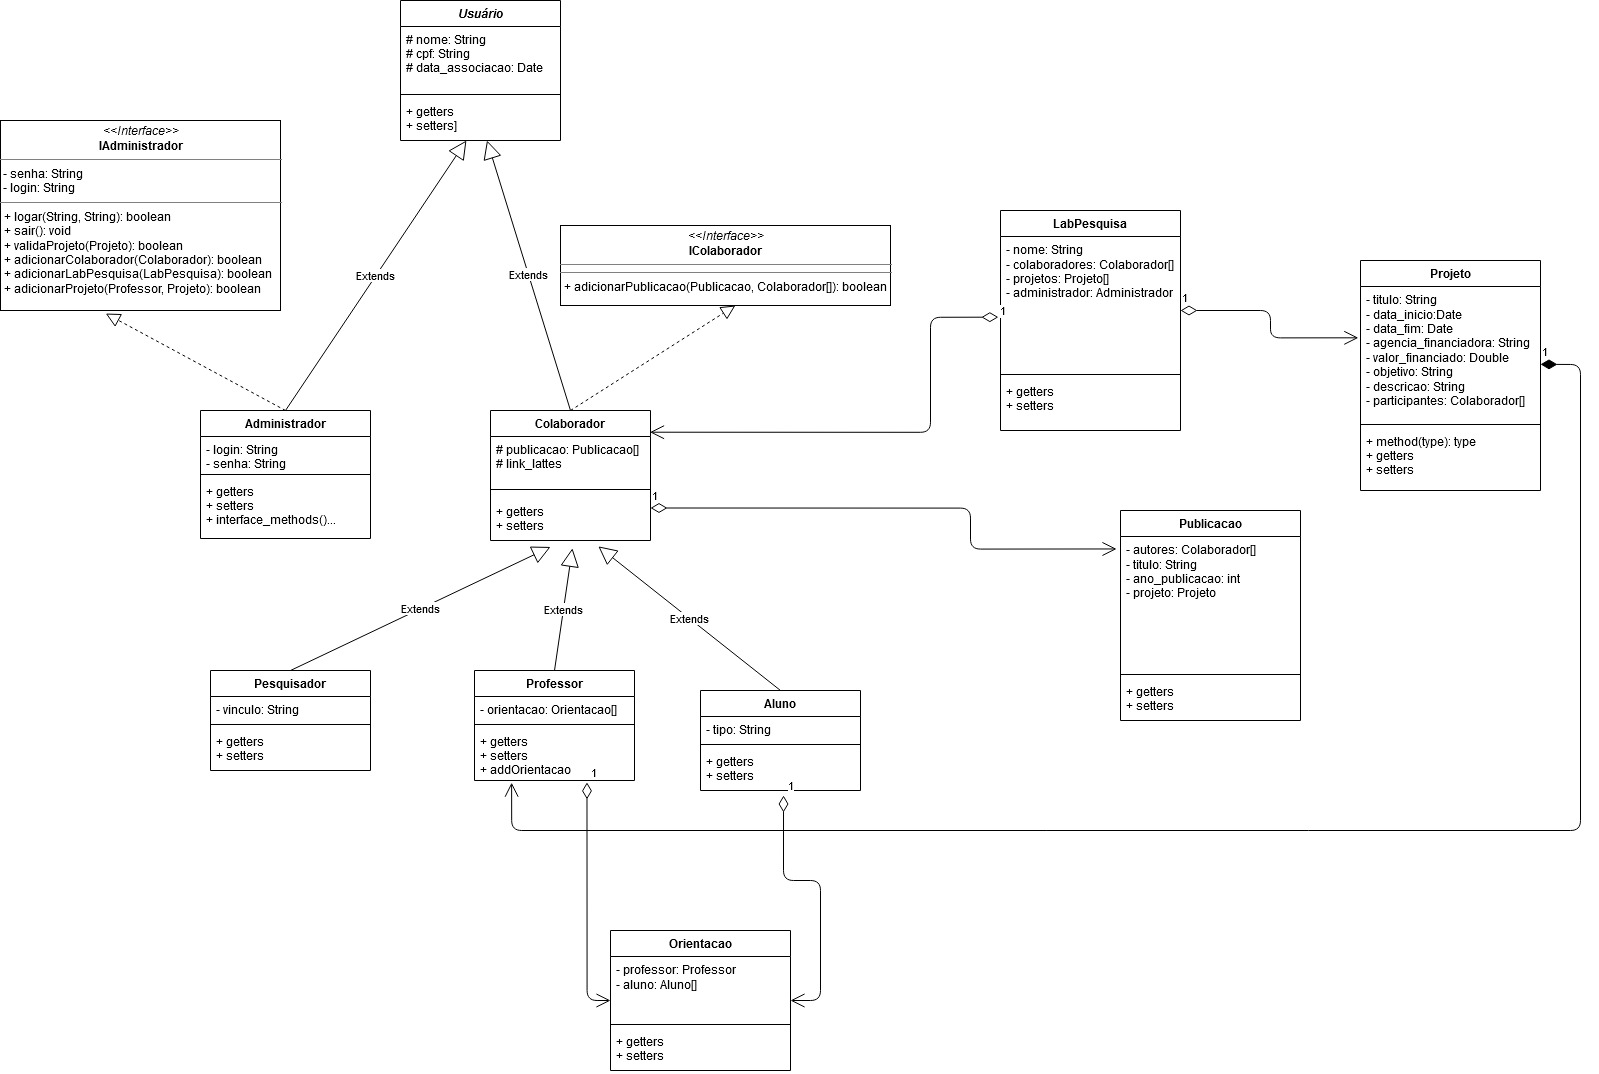 Usuário
# nome: String
# cpf: String
# data_associacao: Date
+ getters
+ setters]
<<Interface>>
IAdministrador
- senha: String
- login: String
+ logar(String, String): boolean
+ sair(): void
+ validaProjeto(Projeto): boolean
+ adicionarColaborador(Colaborador): boolean
+ adicionarLabPesquisa(LabPesquisa): boolean
+ adicionarProjeto(Professor, Projeto): boolean
Extends
Extends
<<Interface>>
IColaborador
+ adicionarPublicacao(Publicacao, Colaborador[]): boolean
LabPesquisa
- nome: String
- colaboradores: Colaborador[]
- projetos: Projeto[]
- administrador: Administrador
+ getters
+ setters
1
1
Projeto
- titulo: String
- data_inicio:Date
- data_fim: Date
- agencia_financiadora: String
- valor_financiado: Double
- objetivo: String
- descricao: String
- participantes: Colaborador[]
+ method(type): type
+ getters
+ setters
1
Administrador
- login: String
- senha: String
+ getters
+ setters
+ interface_methods()...
Colaborador
# publicacao: Publicacao[]
# link_lattes
+ getters
+ setters
1
Publicacao
- autores: Colaborador[]
- titulo: String
- ano_publicacao: int
- projeto: Projeto
+ getters
+ setters
Extends
Extends
Extends
Pesquisador
- vinculo: String
+ getters
+ setters
Professor
- orientacao: Orientacao[]
+ getters
+ setters
+ addOrientacao
1
Aluno
- tipo: String
+ getters
+ setters
1
Orientacao
- professor: Professor
- aluno: Aluno[]
+ getters
+ setters